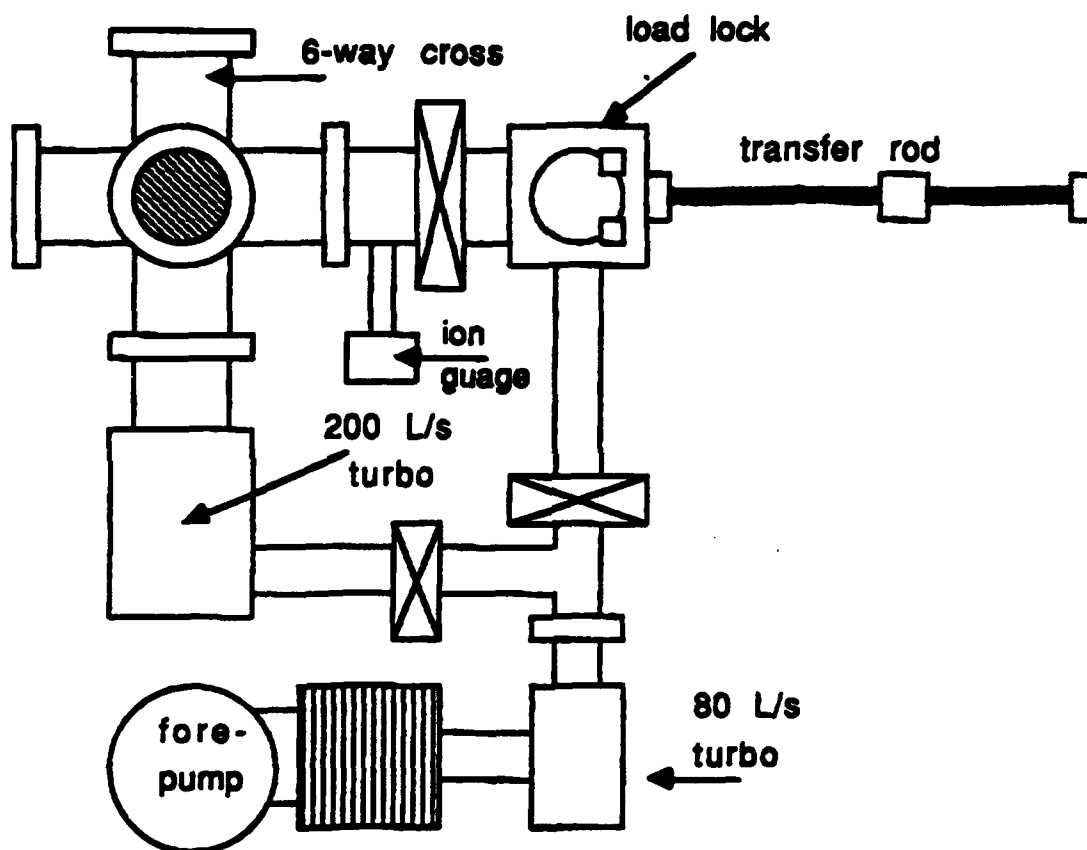 load lock
6-way cross
transfer rod
ion
guage
200 L/s
turbo
80 L/s
turbo
fore-
pump